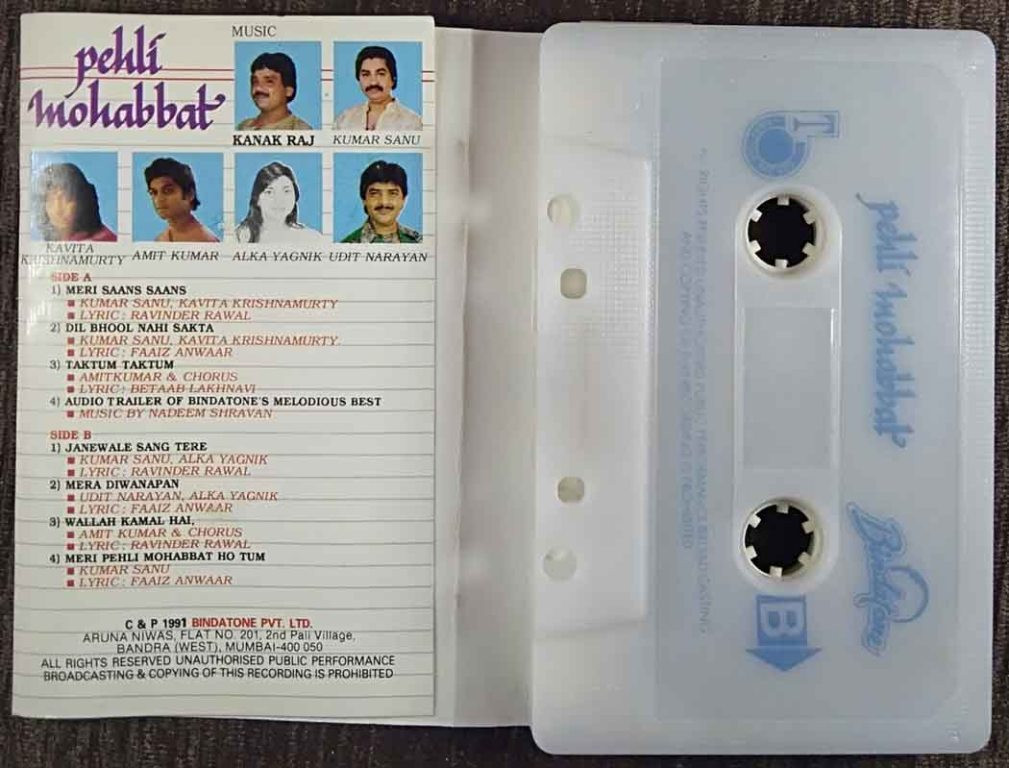 pehli
mohabbat
MUSIC
KANAK RAJ
KUMAR SANU
KAVITA
KRISHNAMURTY
AMIT KUMAR
ALKA YAGNIK
UDIT NARAYAN
SIDE A
1) MERI SAANS SAANS
■ KUMAR SANU, KAVITA KRISHNAMURTY
■ LYRIC : RAVINDER RAWAL
2) DIL BHOOL NAHI SAKTA
■ KUMAR SANU, KAVITA KRISHNAMURTY.
■ LYRIC : FAAIZ ANWAAR
3) TAKTUM TAKTUM
■ AMITKUMAR & CHORUS
■ LYRIC : BETAAB LAKHNAVI
4) AUDIO TRAILER OF BINDATONE'S MELODIOUS BEST
■ MUSIC BY NADEEM SHRAVAN
SIDE B
1) JANEWALE SANG TERE
■ KUMAR SANU, ALKA YAGNIK
■ LYRIC : RAVINDER RAWAL
2) MERA DIWANAPAN
■ UDIT NARAYAN, ALKA YAGNIK
■ LYRIC : FAAIZ ANWAAR
3) WALLAH KAMAL HAI,
■ AMIT KUMAR & CHORUS
■ LYRIC : RAVINDER RAWAL
4) MERI PEHLI MOHABBAT HO TUM
■ KUMAR SANU
■ LYRIC : FAAIZ ANWAAR
C & P 1991 BINDATONE PVT. LTD.
ARUNA NIWAS, FLAT NO. 201, 2nd Pali Village,
BANDRA (WEST), MUMBAI-400 050
ALL RIGHTS RESERVED UNAUTHORISED PUBLIC PERFORMANCE
BROADCASTING & COPYING OF THIS RECORDING IS PROHIBITED
pehli mohabbat
Bindatone
B